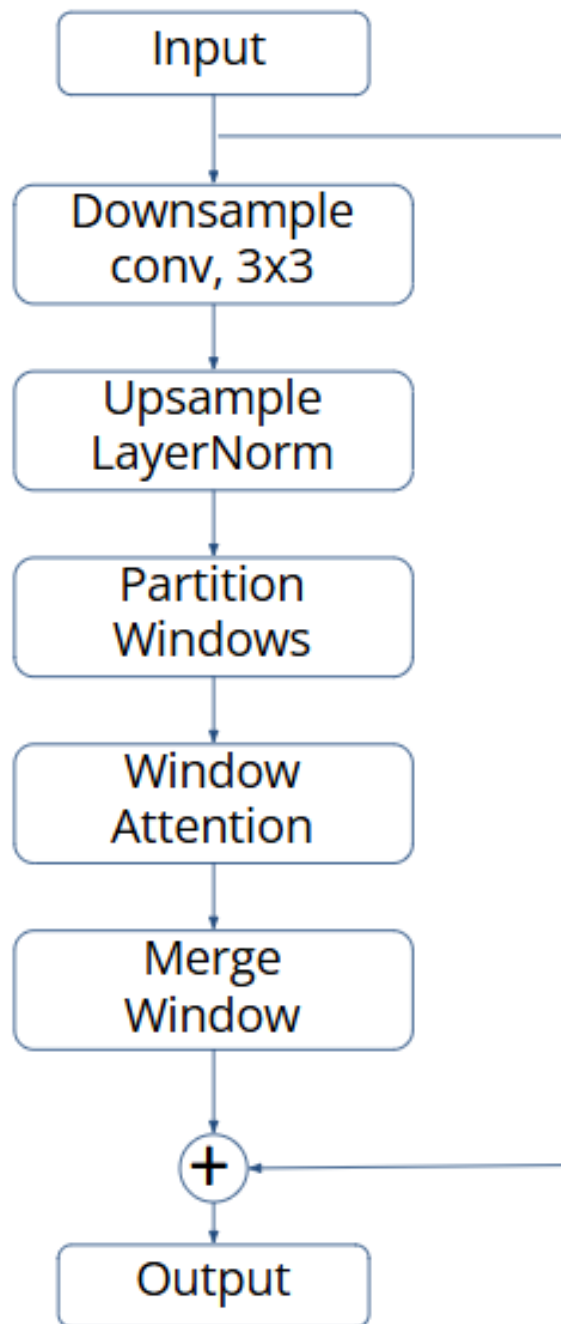 Input
Downsample
conv, 3x3
Upsample
LayerNorm
Partition
Windows
Window
Attention
Merge
Window
+
Output